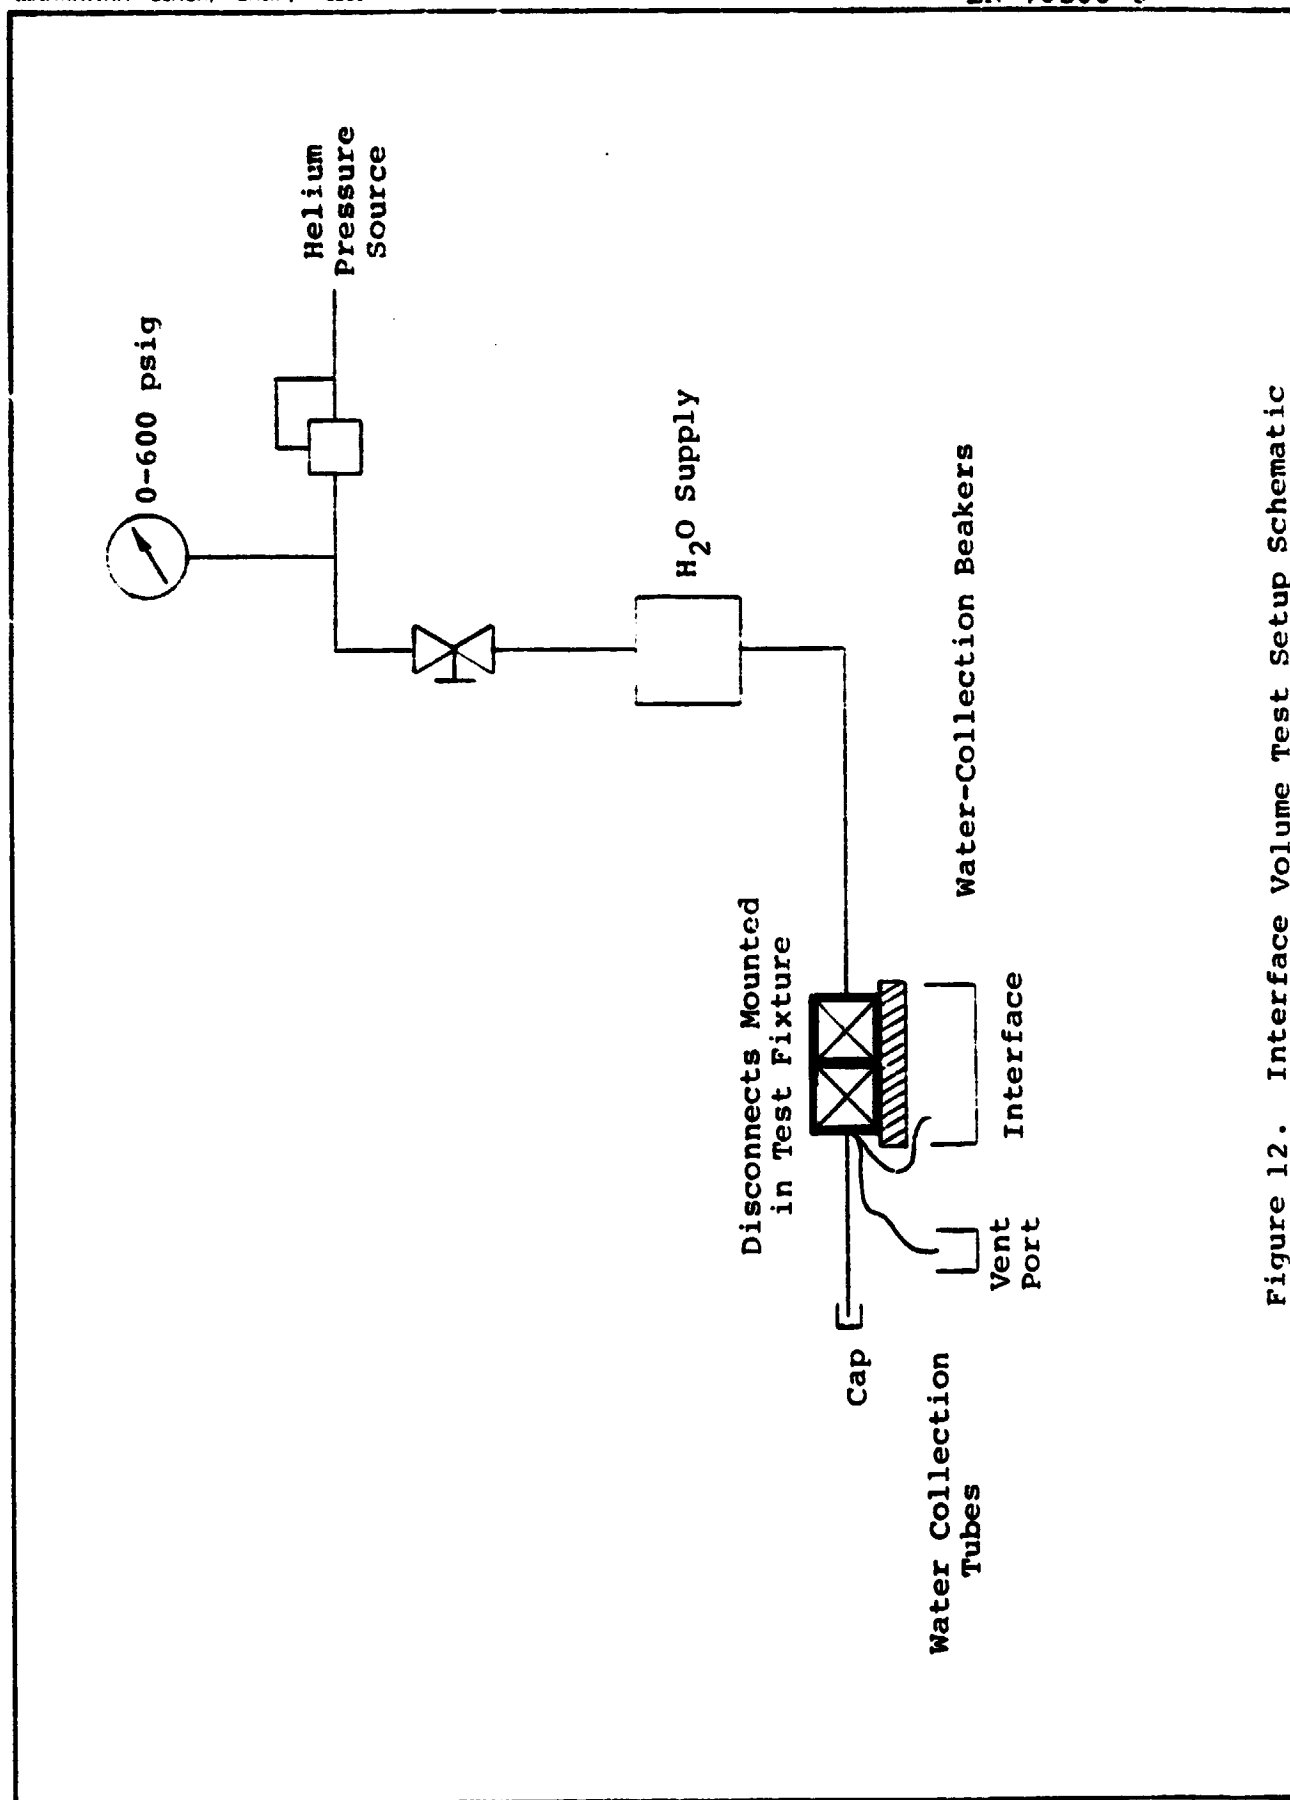 Helium
Pressure
Source
0-600 psig
H₂O Supply
Water-Collection Beakers
Disconnects Mounted
in Test Fixture
Interface
Vent
Port
Cap
Water Collection
Tubes
Figure 12. Interface Volume Test Setup Schematic